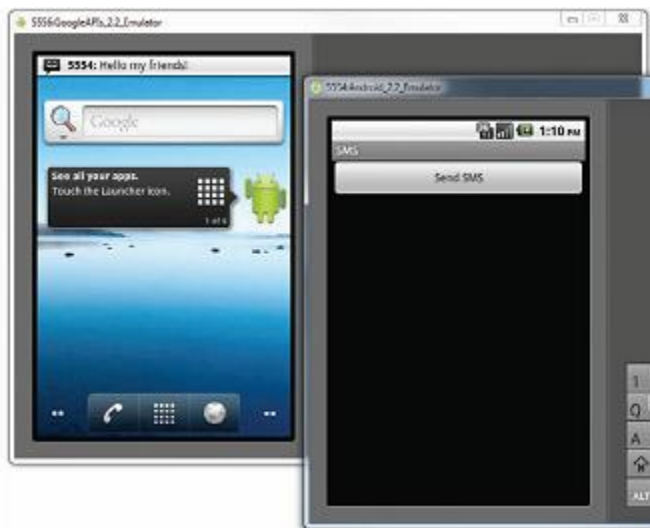 5556:GoogleAPIs_2.2_Emulator
5554: Hello my friends!
Google
See all your apps.
Touch the Launcher icon.
1 of 6
5554:Android_2.2_Emulator
1:10 PM
SMS
Send SMS
1
Q
A
ALT